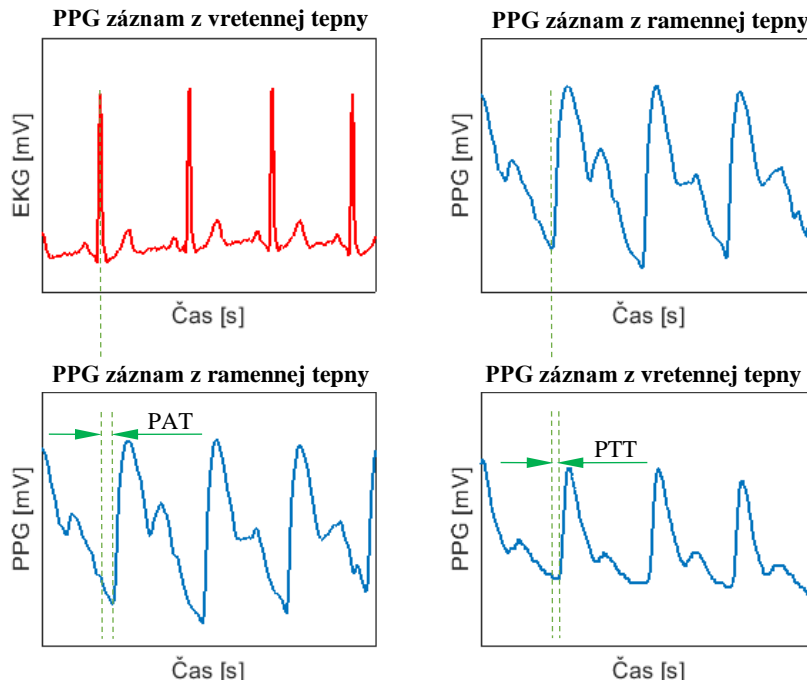 PPG záznam z vretennej tepny
EKG [mV]
Čas [s]
PPG záznam z ramennej tepny
PPG [mV]
Čas [s]
PPG záznam z ramennej tepny
PAT
PPG [mV]
Čas [s]
PPG záznam z vretennej tepny
PTT
PPG [mV]
Čas [s]